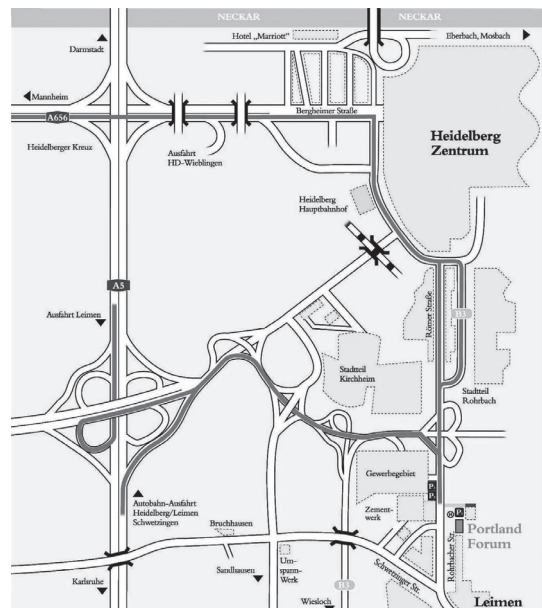 NECKAR
NECKAR
Hotel „Marriott“
Eberbach, Mosbach
Darmstadt
Mannheim
A656
Bergheimer Straße
Heidelberg
Zentrum
Heidelberger Kreuz
Ausfahrt
HD-Wieblingen
Heidelberg
Hauptbahnhof
A5
Ausfahrt Leimen
Römer Straße
B3
Stadtteil
Kirchheim
Stadtteil
Rohrbach
Gewerbegebiet
P
P
Autobahn-Ausfahrt
Heidelberg/Leimen
Schwetzingen
Bruchhausen
Zement-
werk
H
P
Portland
Forum
Rohrbacher Str.
Um-
spann-
Werk
Sandhausen
Schwetzinger Str.
Karlsruhe
B3
Wiesloch
Leimen